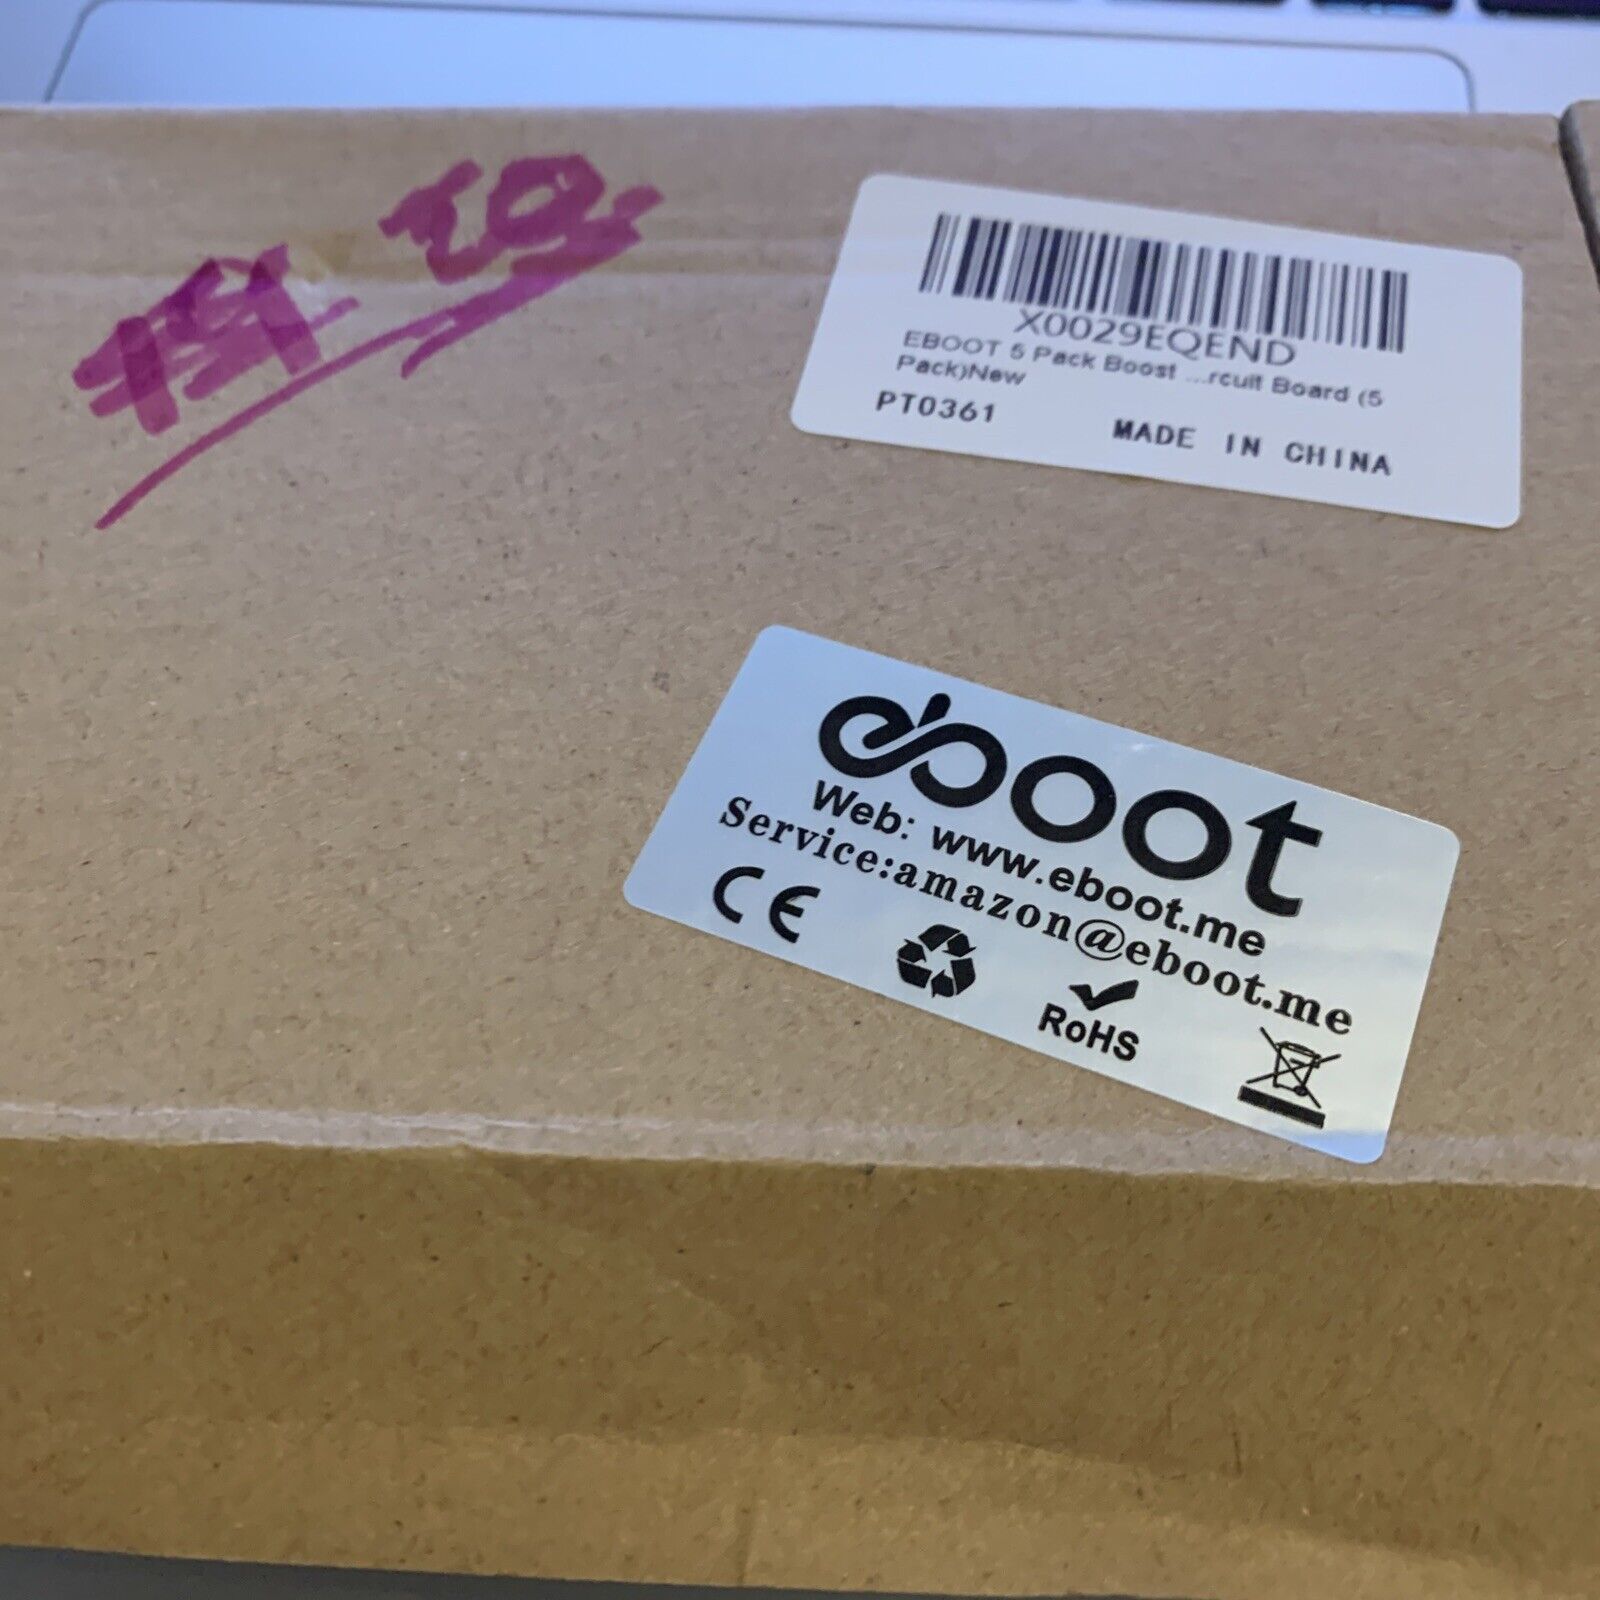 X0029EQEND
EBOOT 5 Pack Boost ...rcuit Board (5
Pack)New
PT0361
MADE IN CHINA
eboot
Web: www.eboot.me
Service:amazon@eboot.me
CE
RoHS